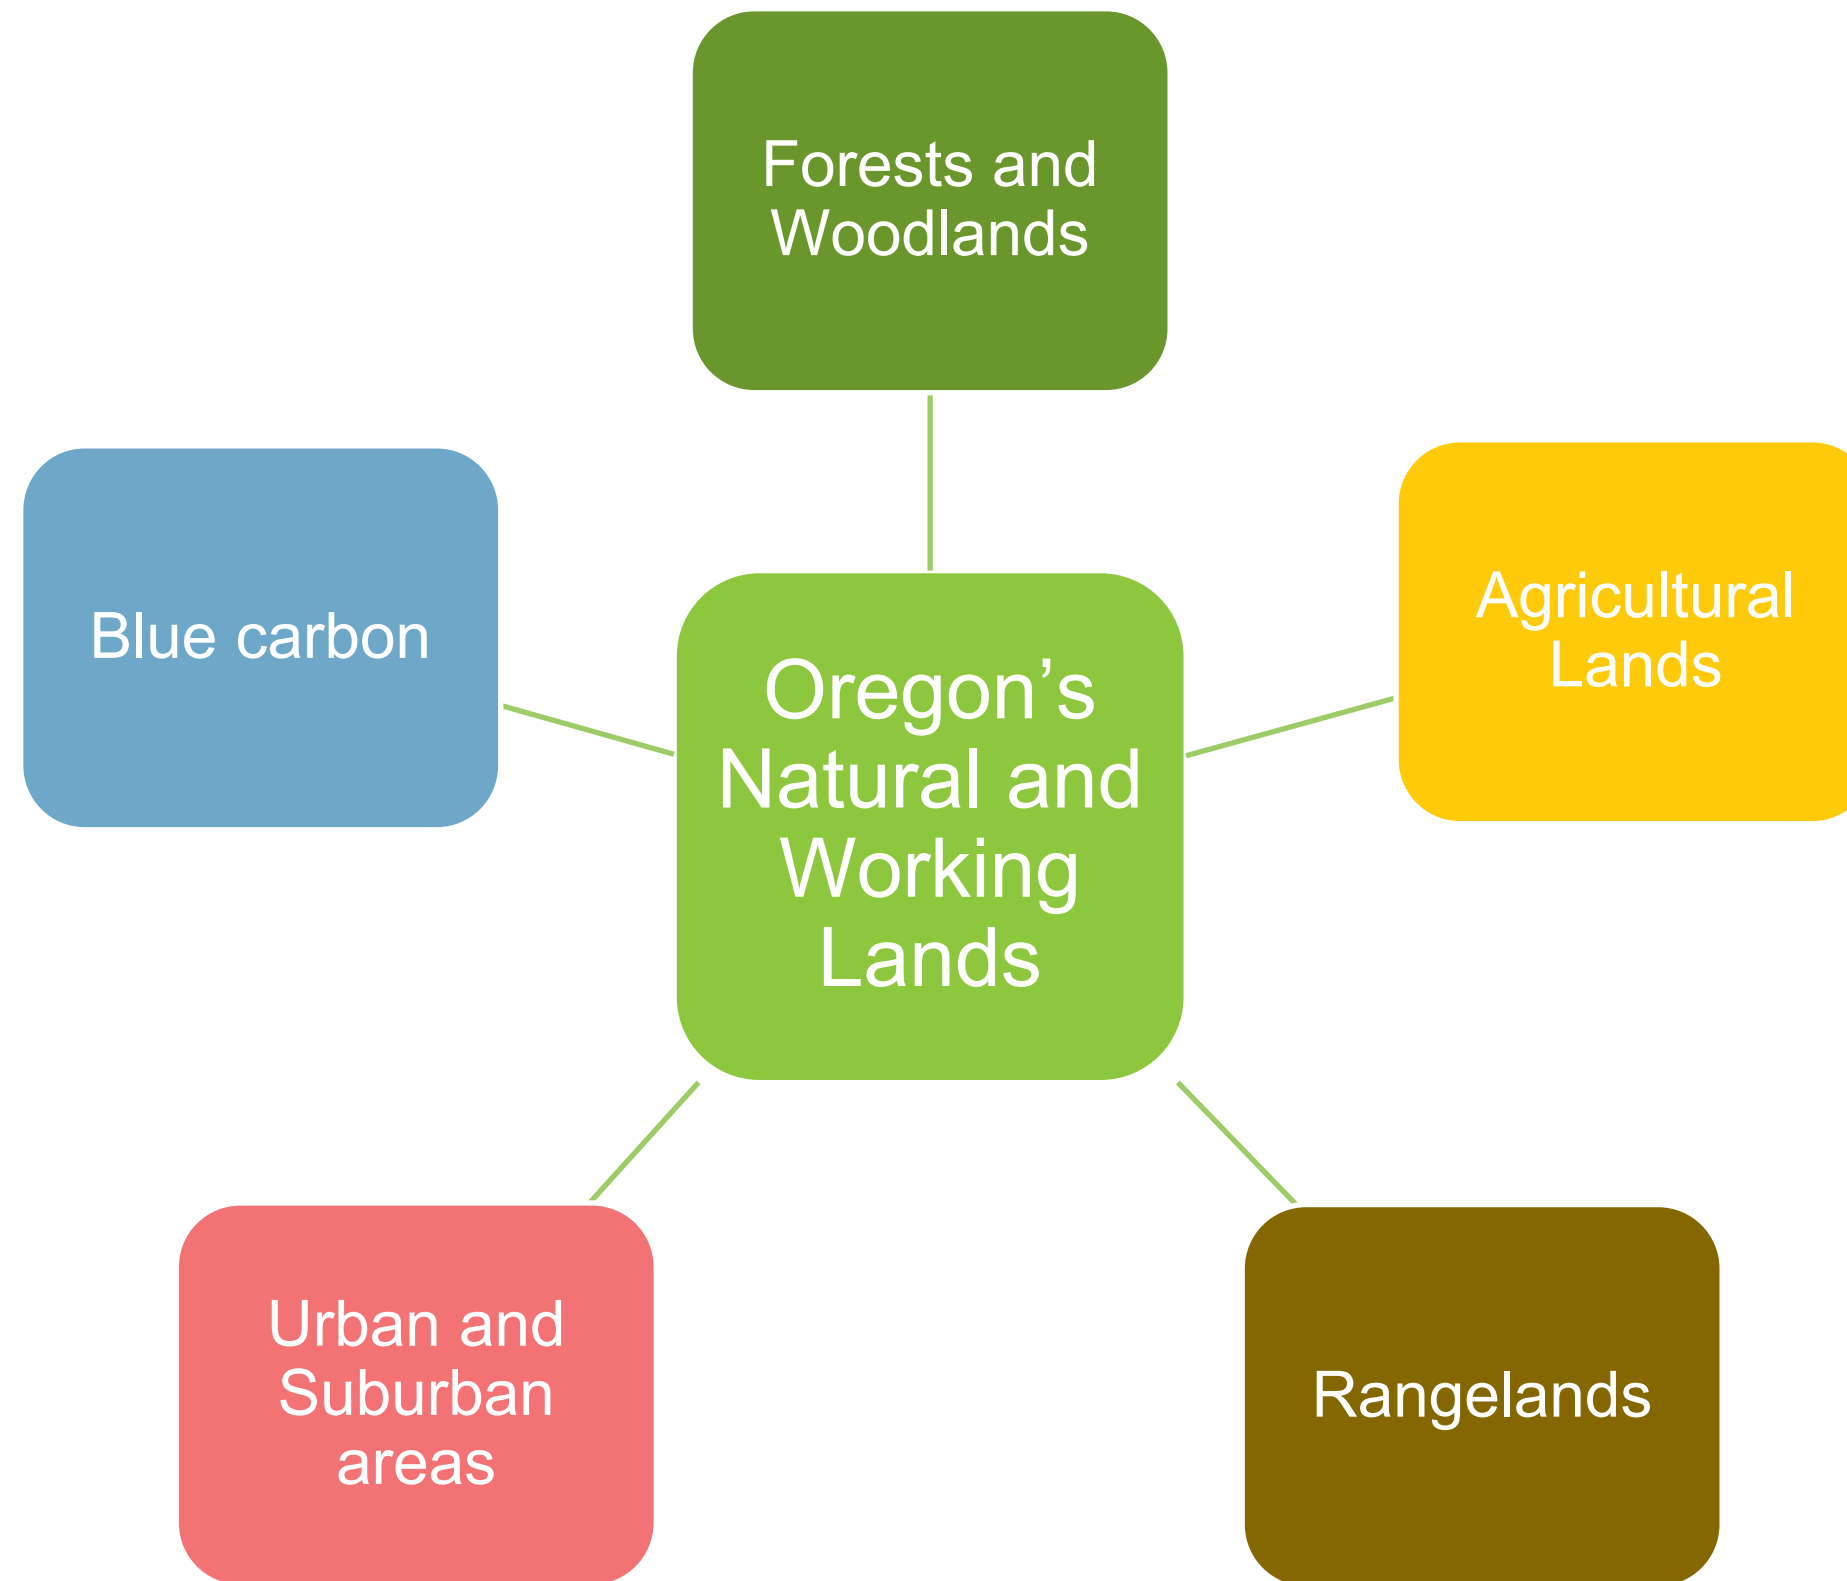 Forests and
Woodlands
Blue carbon
Agricultural
Lands
Oregon’s
Natural and
Working
Lands
Urban and
Suburban
areas
Rangelands